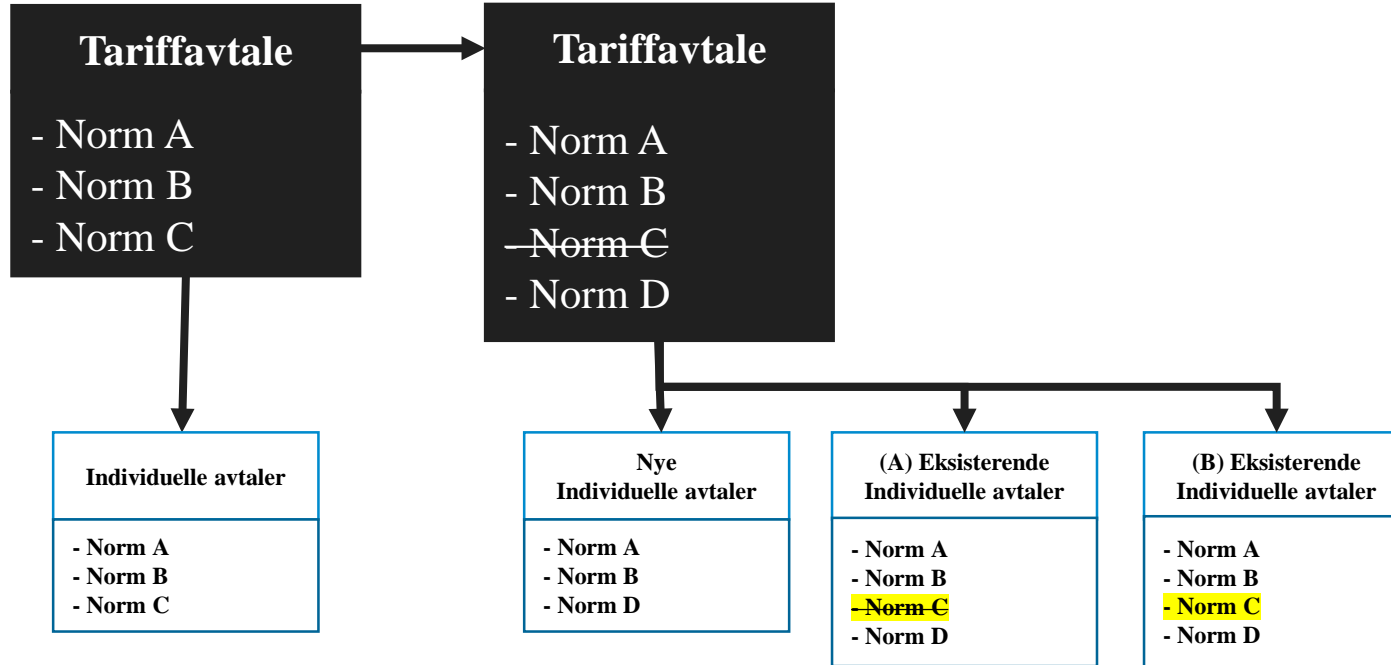 Tariffavtale
- Norm A
- Norm B
- Norm C
Tariffavtale
- Norm A
- Norm B
- Norm C
- Norm D
Individuelle avtaler
- Norm A
- Norm B
- Norm C
Nye
Individuelle avtaler
- Norm A
- Norm B
- Norm D
(A) Eksisterende
Individuelle avtaler
- Norm A
- Norm B
- Norm C
- Norm D
(B) Eksisterende
Individuelle avtaler
- Norm A
- Norm B
- Norm C
- Norm D